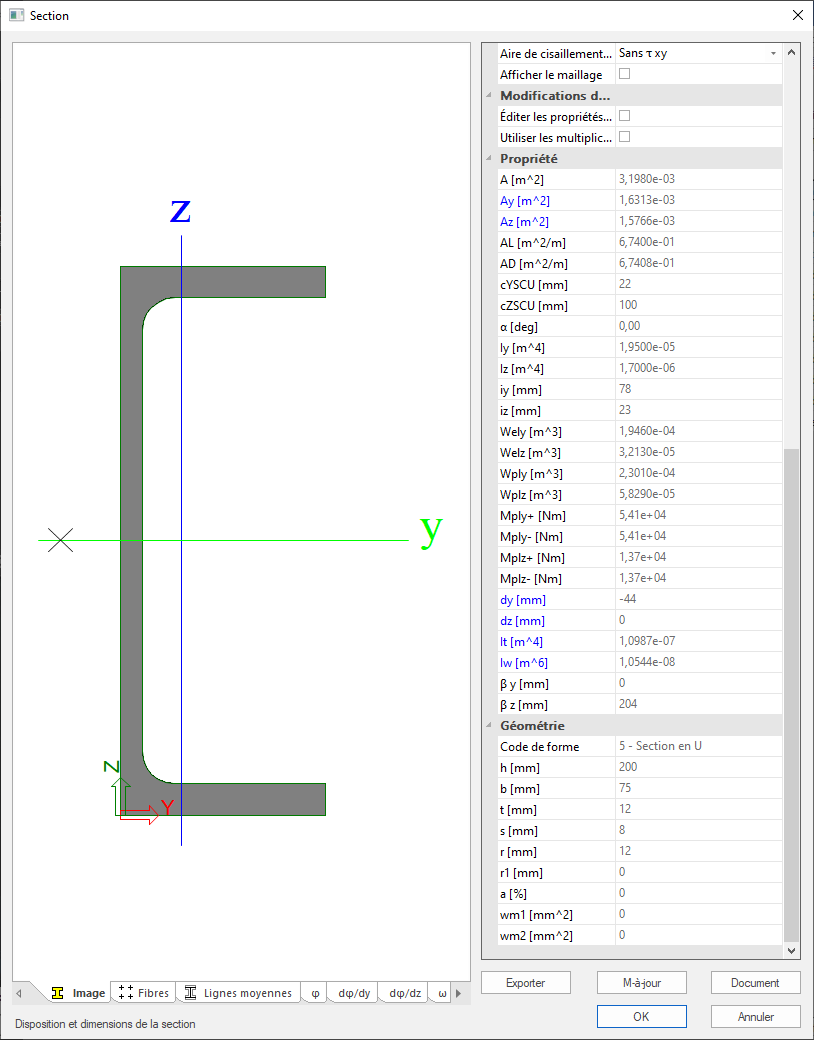 Section
z
y
Z
Y
Image
Fibres
Lignes moyennes
φ
dφ/dy
dφ/dz
ω
Disposition et dimensions de la section
Aire de cisaillement... Sans τ xy
Afficher le maillage
Modifications d...
Éditer les propriétés...
Utiliser les multiplic...
Propriété
A [m^2] 3,1980e-03
Ay [m^2] 1,6313e-03
Az [m^2] 1,5766e-03
AL [m^2/m] 6,7400e-01
AD [m^2/m] 6,7408e-01
cYSCU [mm] 22
cZSCU [mm] 100
α [deg] 0,00
Iy [m^4] 1,9500e-05
Iz [m^4] 1,7000e-06
iy [mm] 78
iz [mm] 23
Wely [m^3] 1,9460e-04
Welz [m^3] 3,2130e-05
Wply [m^3] 2,3010e-04
Wplz [m^3] 5,8290e-05
Mply+ [Nm] 5,41e+04
Mply- [Nm] 5,41e+04
Mplz+ [Nm] 1,37e+04
Mplz- [Nm] 1,37e+04
dy [mm] -44
dz [mm] 0
It [m^4] 1,0987e-07
Iw [m^6] 1,0544e-08
β y [mm] 0
β z [mm] 204
Géométrie
Code de forme 5 - Section en U
h [mm] 200
b [mm] 75
t [mm] 12
s [mm] 8
r [mm] 12
r1 [mm] 0
a [%] 0
wm1 [mm^2] 0
wm2 [mm^2] 0
Exporter
M-à-jour
Document
OK
Annuler